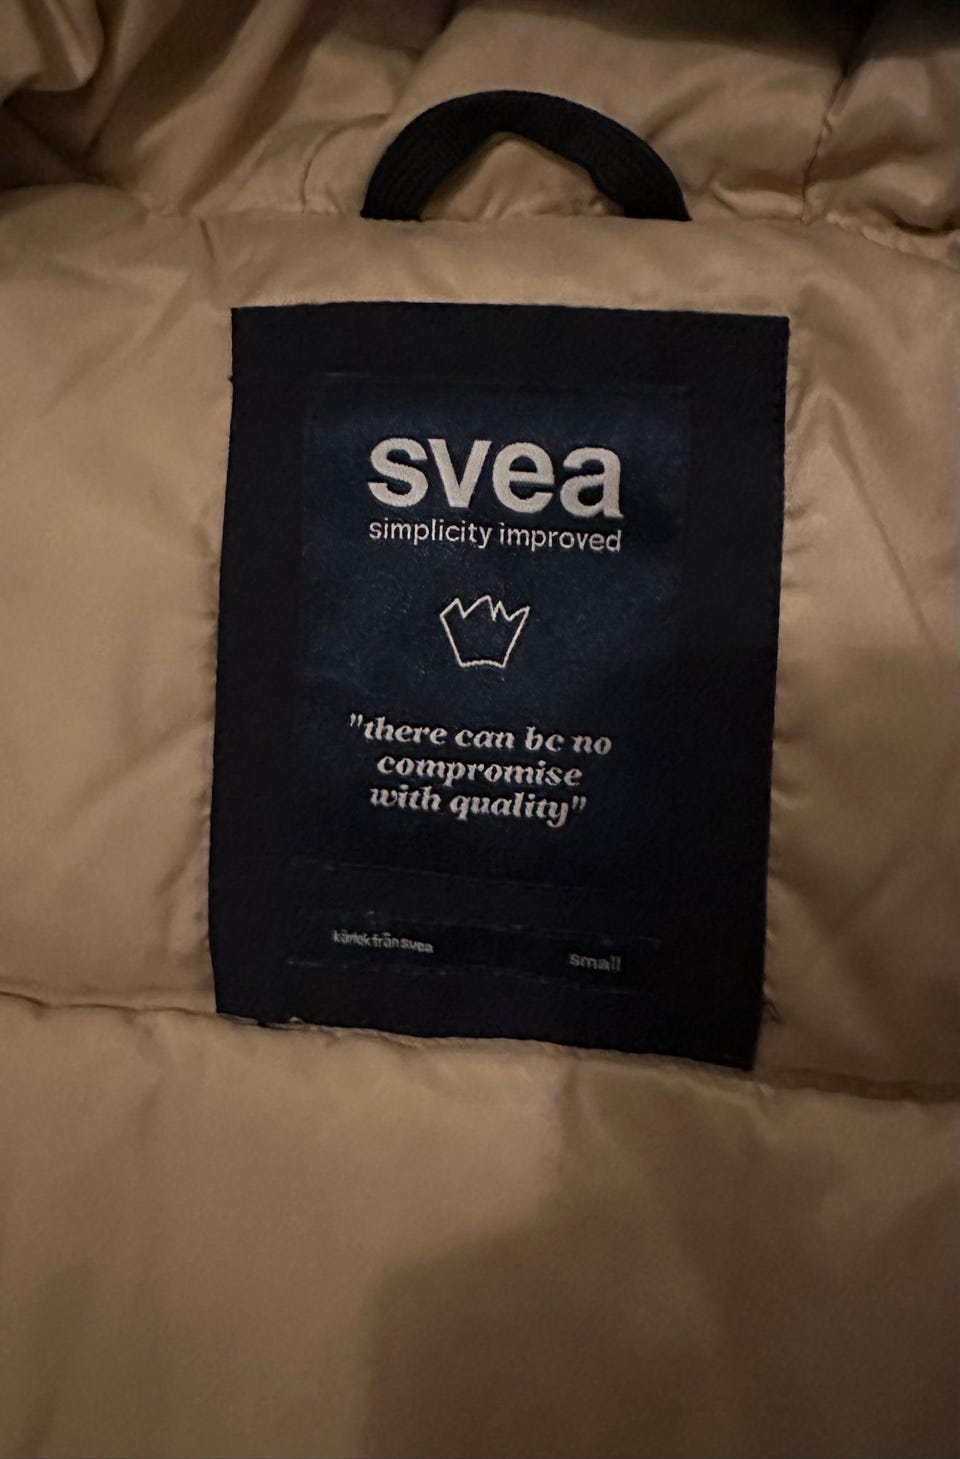 svea
simplicity improved
"there can be no
compromise
with quality"
kärlek från svea
small